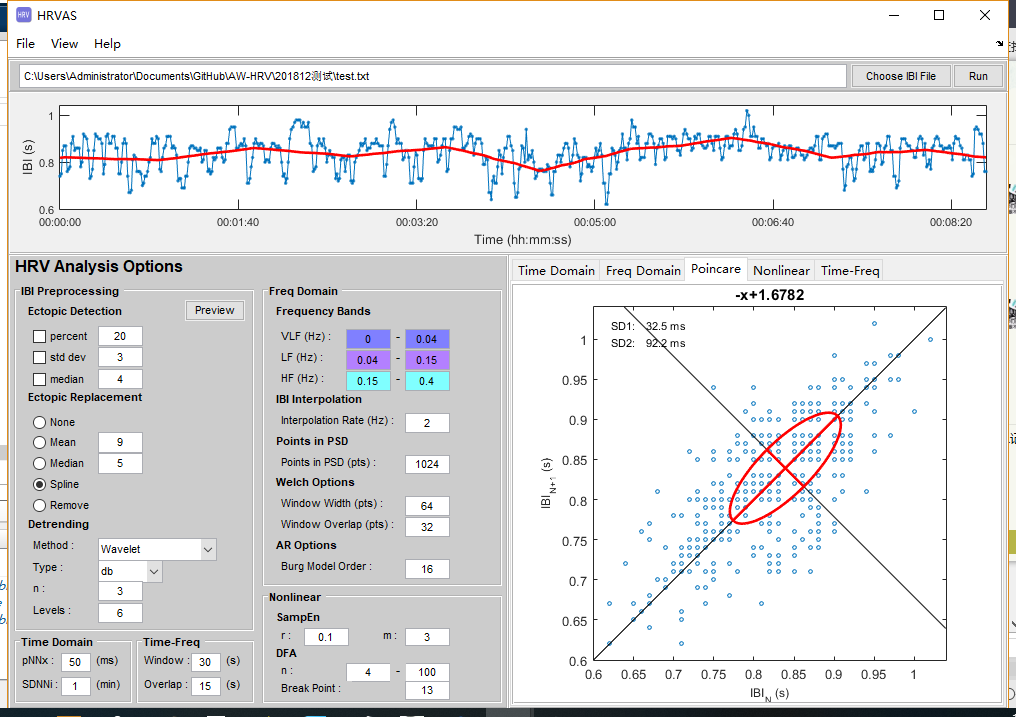 HRV HRVAS
File View Help
C:\Users\Administrator\Documents\GitHub\AW-HRV\201812测试\test.txt Choose IBI File Run
IBI (s)
1
0.8
0.6
00:00:00 00:01:40 00:03:20 00:05:00 00:06:40 00:08:20
Time (hh:mm:ss)
HRV Analysis Options
IBI Preprocessing
Ectopic Detection Preview
percent 20
std dev 3
median 4
Ectopic Replacement
None
Mean 9
Median 5
Spline
Remove
Detrending
Method : Wavelet
Type : db
n : 3
Levels : 6
Time Domain
pNNx : 50 (ms)
SDNNi : 1 (min)
Time-Freq
Window : 30 (s)
Overlap : 15 (s)
Freq Domain
Frequency Bands
VLF (Hz) : 0 - 0.04
LF (Hz) : 0.04 - 0.15
HF (Hz) : 0.15 - 0.4
IBI Interpolation
Interpolation Rate (Hz) : 2
Points in PSD
Points in PSD (pts) : 1024
Welch Options
Window Width (pts) : 64
Window Overlap (pts) : 32
AR Options
Burg Model Order : 16
Nonlinear
SampEn
r : 0.1 m : 3
DFA
n : 4 - 100
Break Point : 13
Time Domain Freq Domain Poincare Nonlinear Time-Freq
-x+1.6782
SD1: 32.5 ms
SD2: 92.2 ms
IBI N+1 (s)
1
0.95
0.9
0.85
0.8
0.75
0.7
0.65
0.6
0.6 0.65 0.7 0.75 0.8 0.85 0.9 0.95 1
IBI N (s)